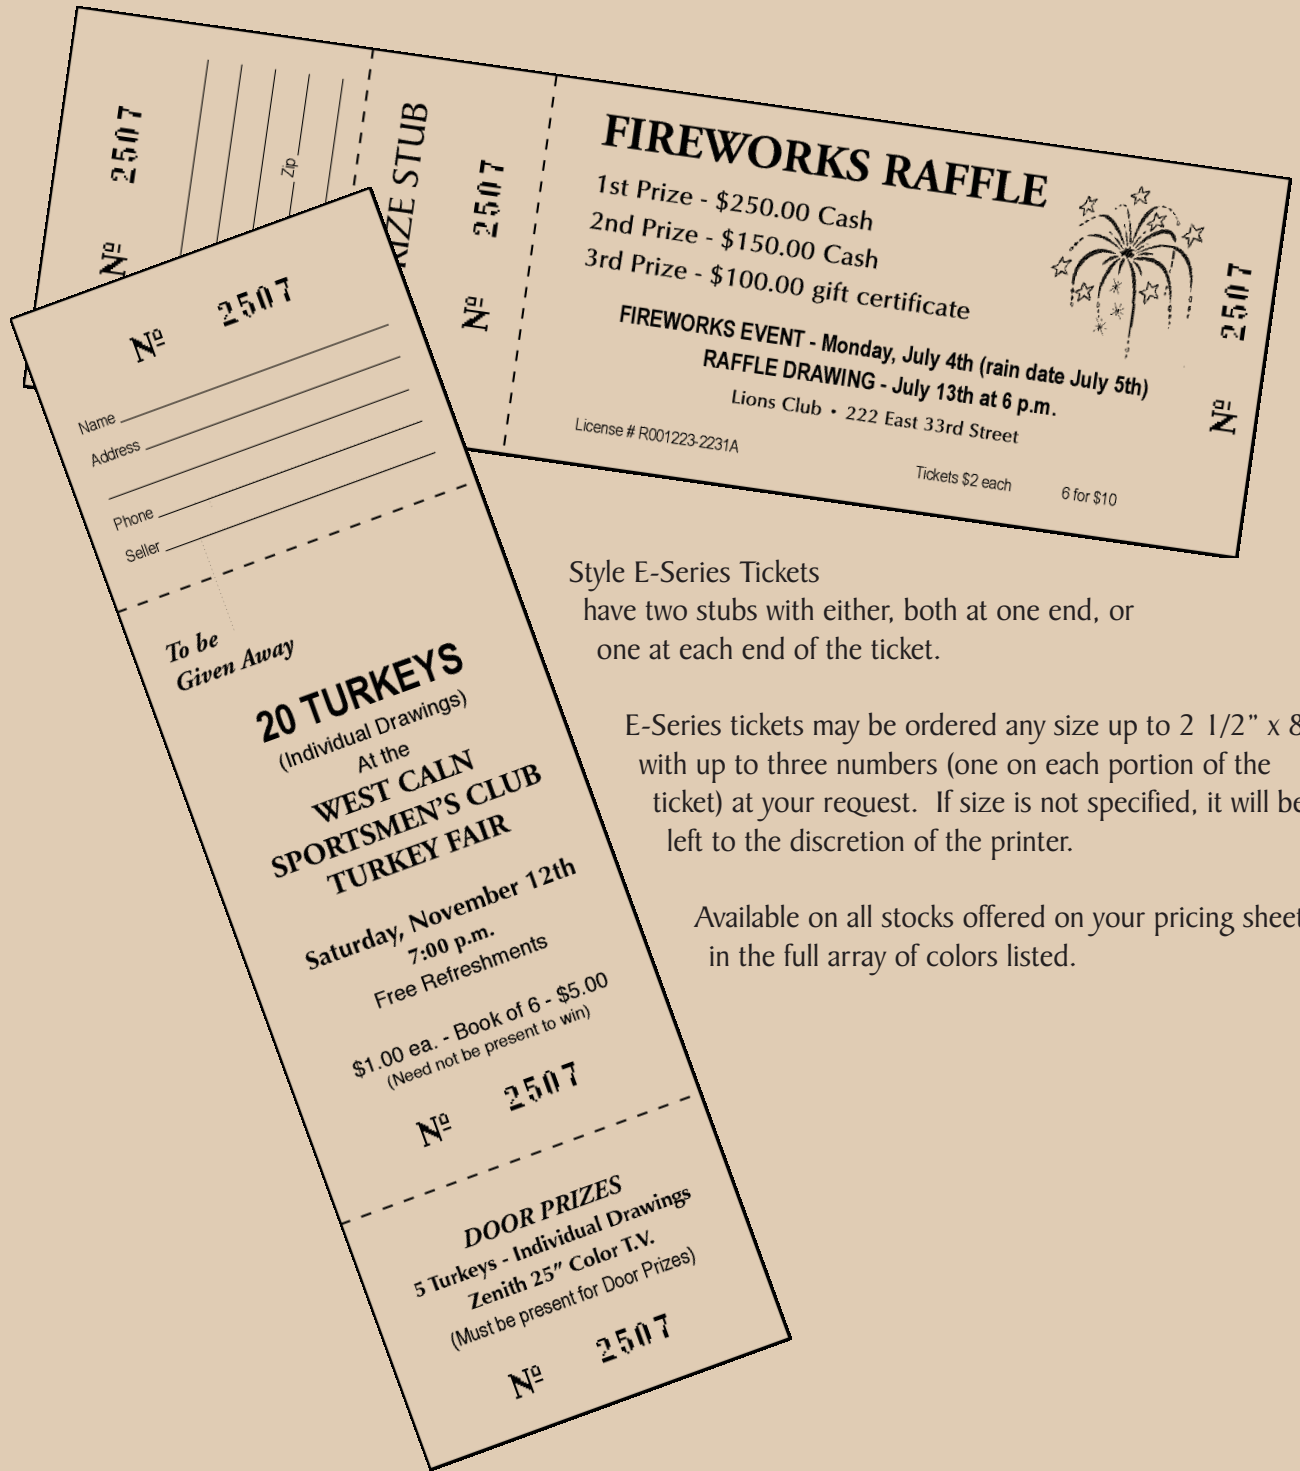 Nº 2507
Zip
RIZE STUB
Nº 2507
FIREWORKS RAFFLE
1st Prize - $250.00 Cash
2nd Prize - $150.00 Cash
3rd Prize - $100.00 gift certificate
FIREWORKS EVENT - Monday, July 4th (rain date July 5th)
RAFFLE DRAWING - July 13th at 6 p.m.
Lions Club • 222 East 33rd Street
License # R001223-2231A
Tickets $2 each 6 for $10
Nº 2507
Nº 2507
Name
Address
Phone
Seller
To be
Given Away
20 TURKEYS
(Individual Drawings)
At the
WEST CALN
SPORTSMEN'S CLUB
TURKEY FAIR
Saturday, November 12th
7:00 p.m.
Free Refreshments
$1.00 ea. - Book of 6 - $5.00
(Need not be present to win)
Nº 2507
DOOR PRIZES
5 Turkeys - Individual Drawings
Zenith 25" Color T.V.
(Must be present for Door Prizes)
Nº 2507
Style E-Series Tickets
have two stubs with either, both at one end, or
one at each end of the ticket.
E-Series tickets may be ordered any size up to 2 1/2” x 8
with up to three numbers (one on each portion of the
ticket) at your request. If size is not specified, it will be
left to the discretion of the printer.
Available on all stocks offered on your pricing sheet
in the full array of colors listed.